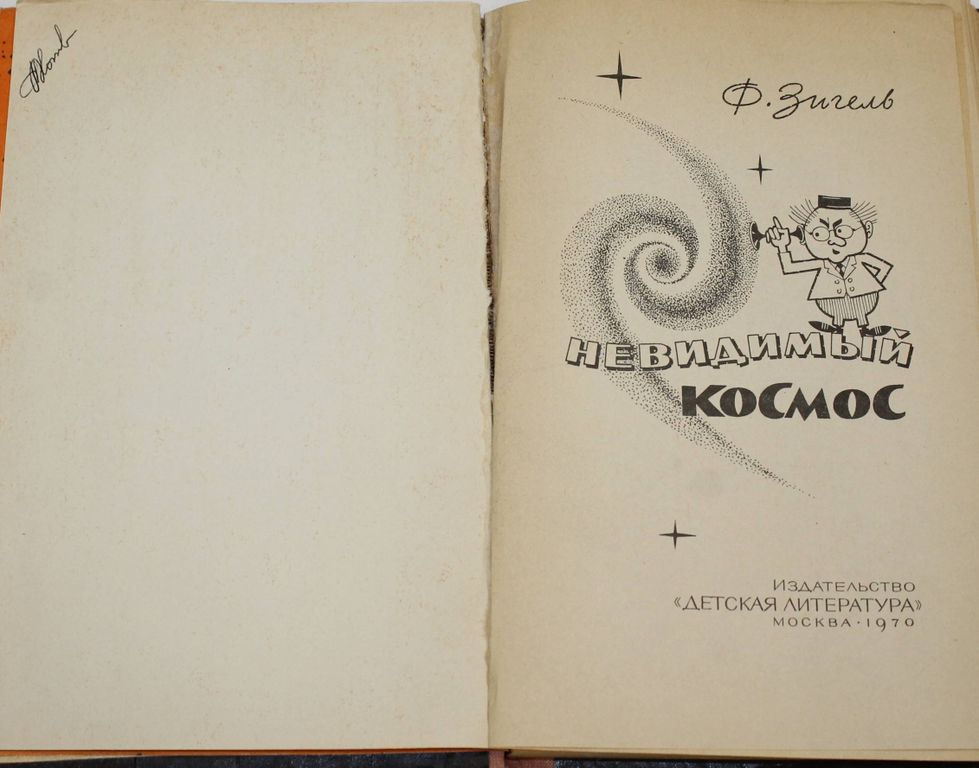 Ф. Зигель
НЕВИДИМЫЙ
КОСМОС
ИЗДАТЕЛЬСТВО
«ДЕТСКАЯ ЛИТЕРАТУРА»
МОСКВА · 1970